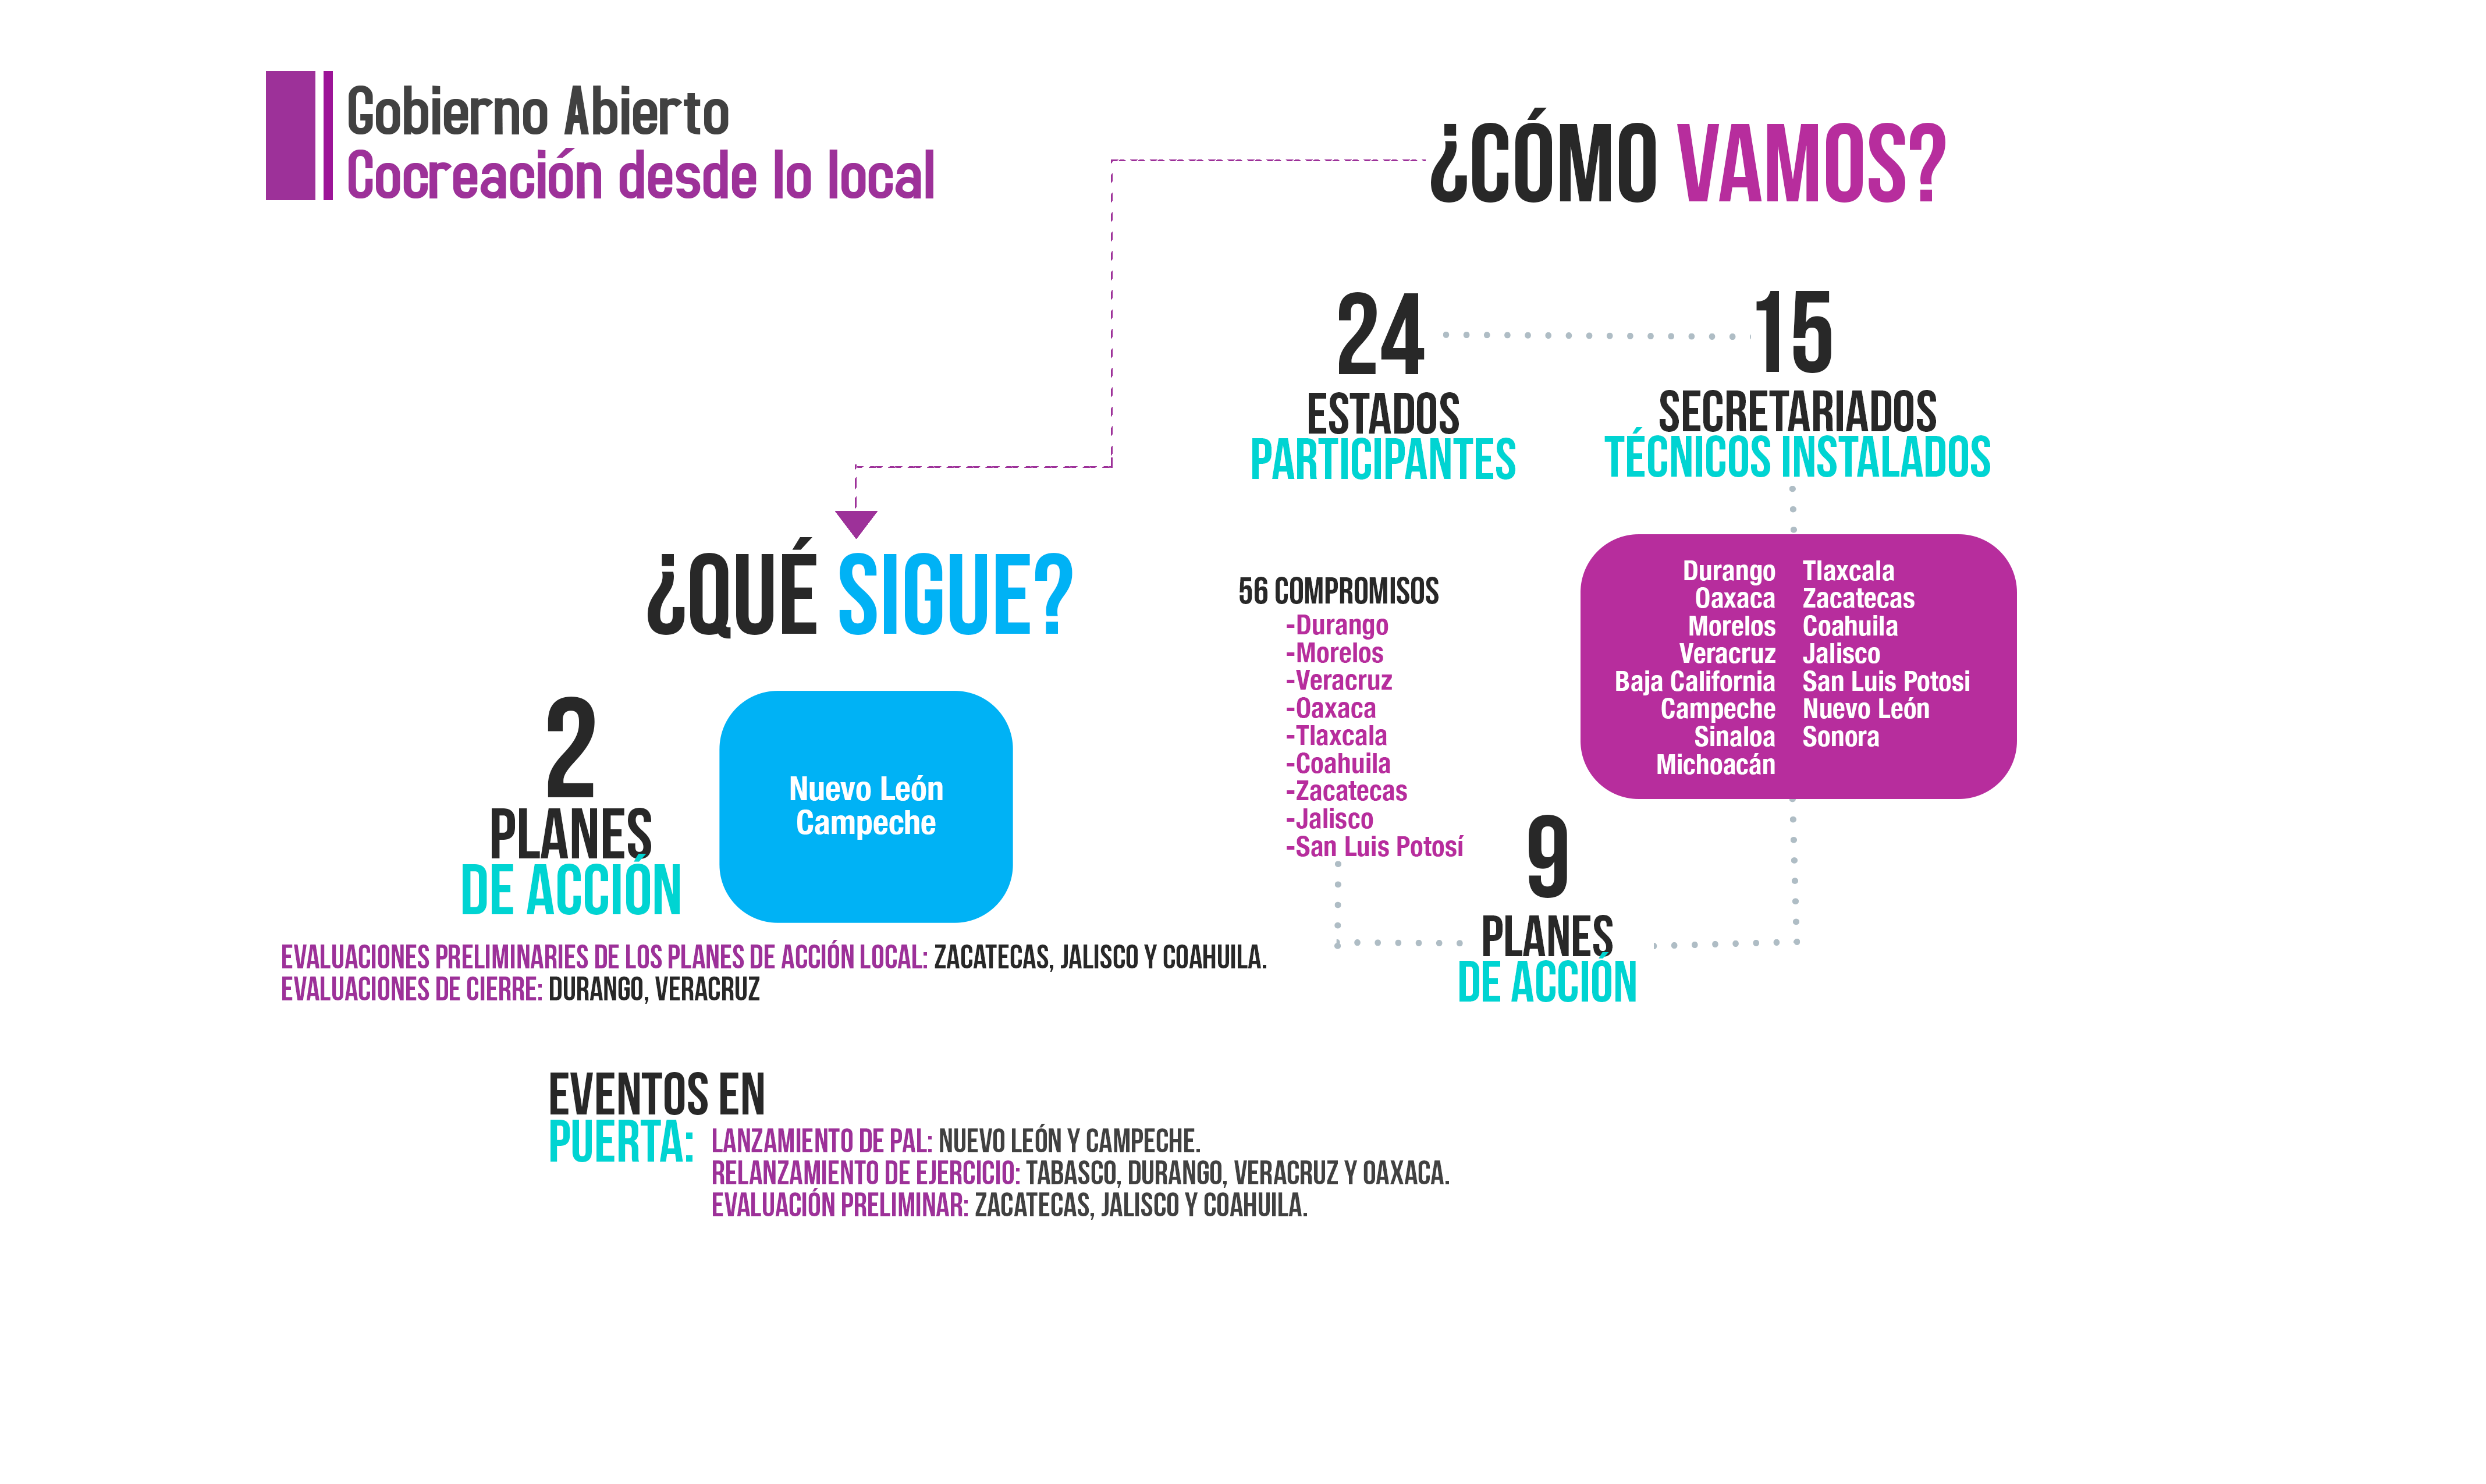 Gobierno Abierto
Cocreación desde lo local
¿CÓMO VAMOS?
24
ESTADOS
PARTICIPANTES
15
SECRETARIADOS
TÉCNICOS INSTALADOS
Durango
Oaxaca
Morelos
Veracruz
Baja California
Campeche
Sinaloa
Michoacán
Tlaxcala
Zacatecas
Coahuila
Jalisco
San Luis Potosi
Nuevo León
Sonora
56 COMPROMISOS
-Durango
-Morelos
-Veracruz
-Oaxaca
-Tlaxcala
-Coahuila
-Zacatecas
-Jalisco
-San Luis Potosí
9
PLANES
DE ACCIÓN
¿QUÉ SIGUE?
2
PLANES
DE ACCIÓN
Nuevo León
Campeche
EVALUACIONES PRELIMINARIES DE LOS PLANES DE ACCIÓN LOCAL: ZACATECAS, JALISCO Y COAHUILA.
EVALUACIONES DE CIERRE: DURANGO, VERACRUZ
EVENTOS EN
PUERTA:
LANZAMIENTO DE PAL: NUEVO LEÓN Y CAMPECHE.
RELANZAMIENTO DE EJERCICIO: TABASCO, DURANGO, VERACRUZ Y OAXACA.
EVALUACIÓN PRELIMINAR: ZACATECAS, JALISCO Y COAHUILA.